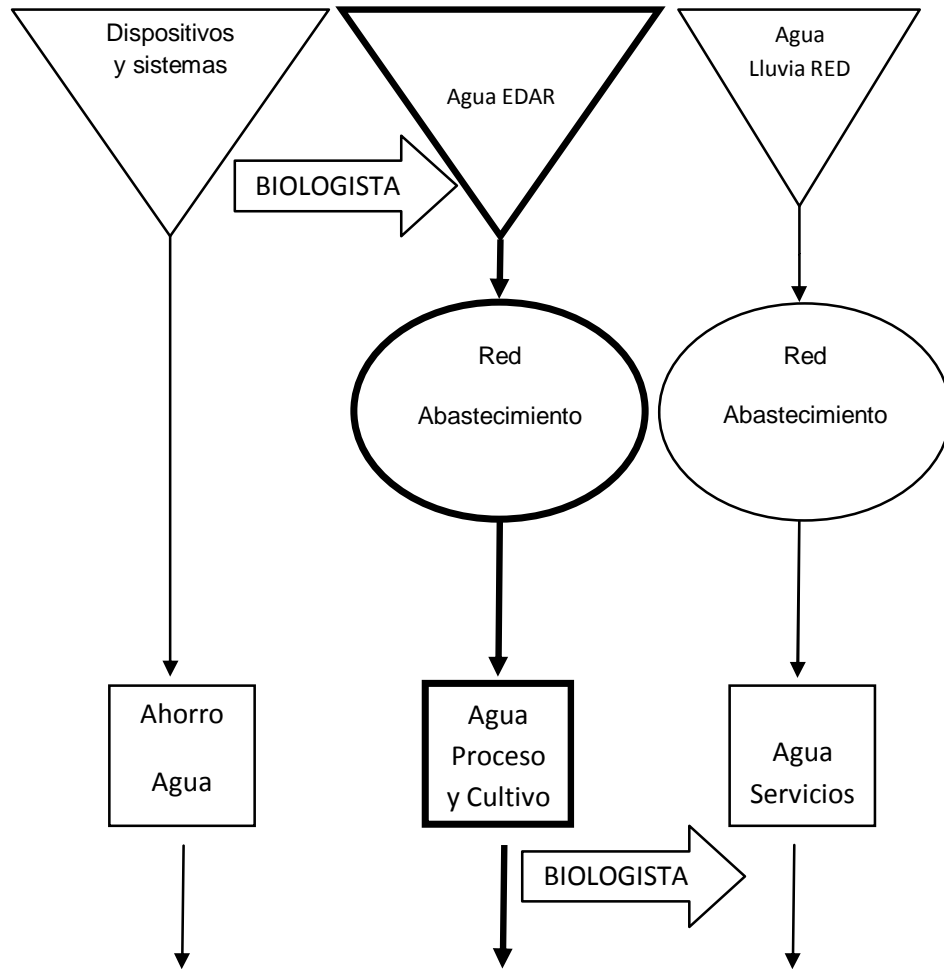 Dispositivos
y sistemas
Agua EDAR
Agua
Lluvia RED
BIOLOGISTA
Red
Abastecimiento
Red
Abastecimiento
Ahorro
Agua
Agua
Proceso
y Cultivo
Agua
Servicios
BIOLOGISTA